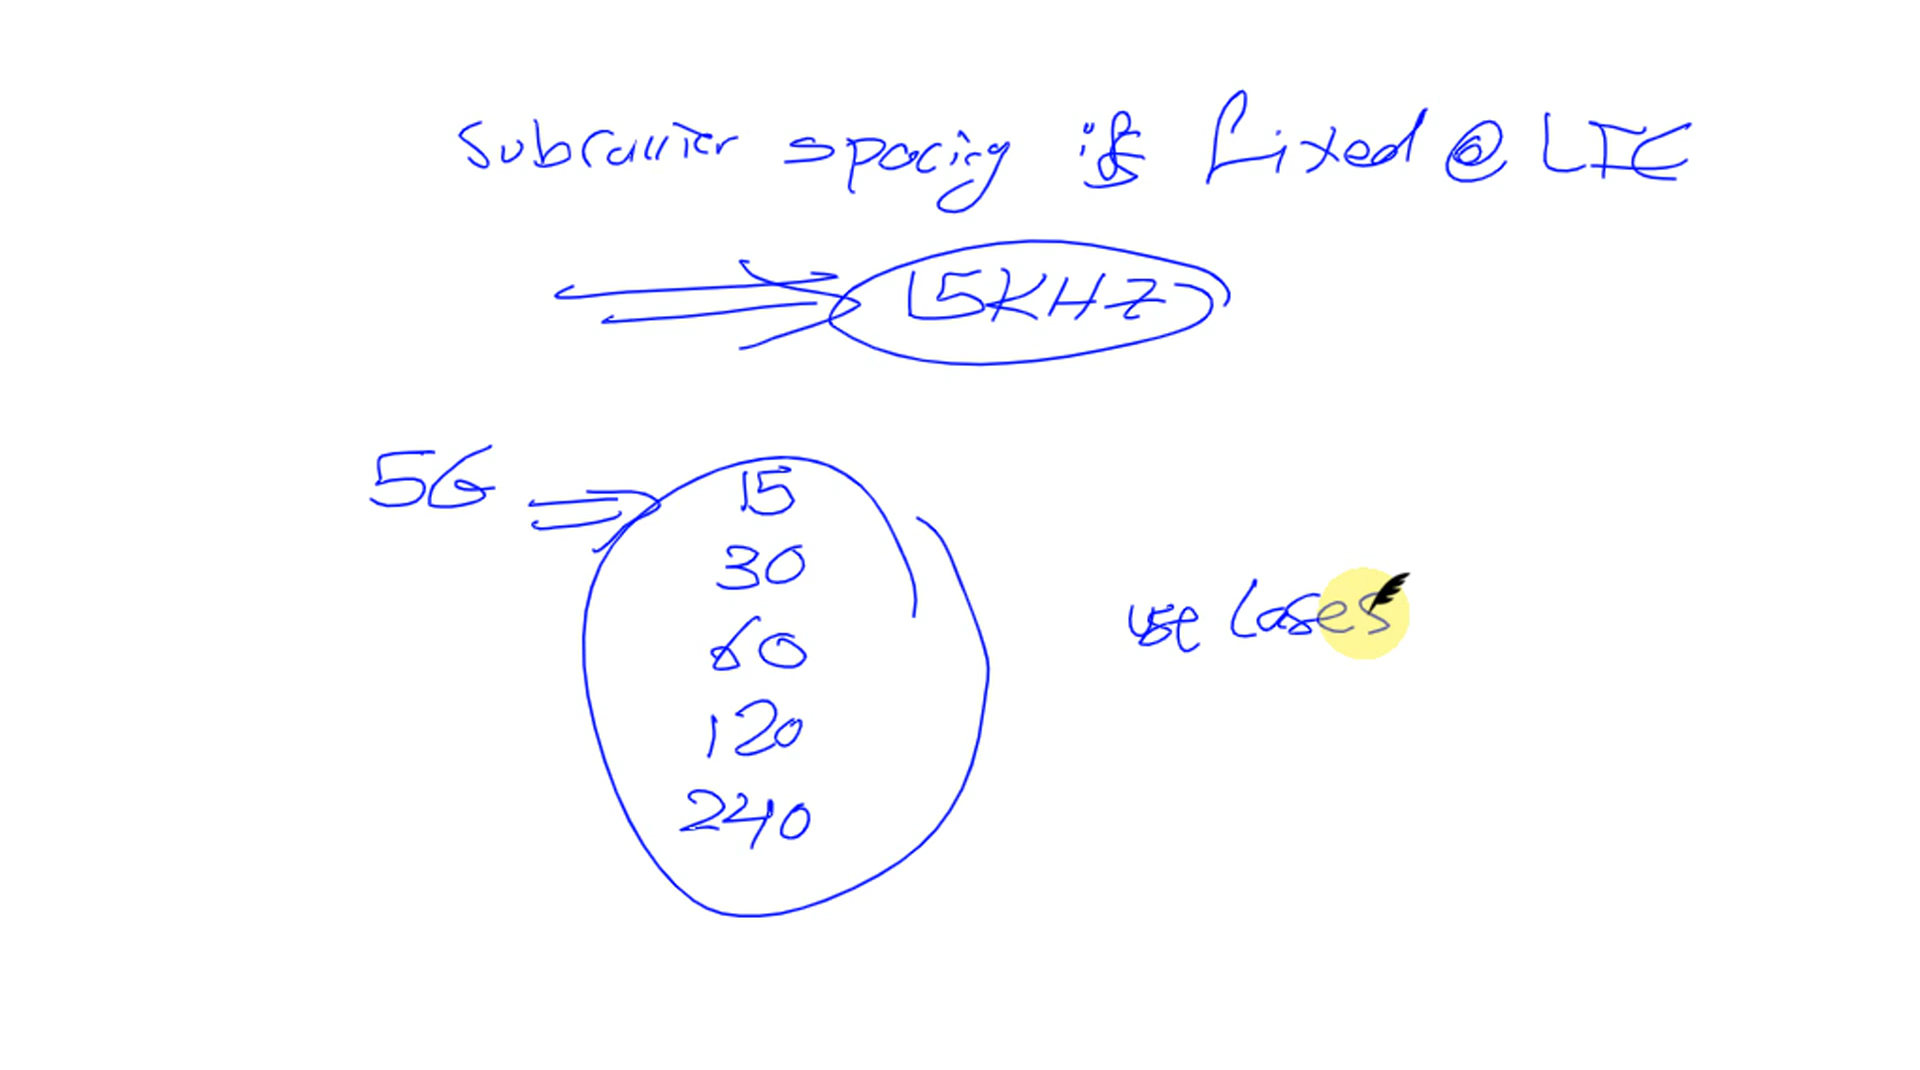 Subcarrier spacing is fixed @ LTE
15KHZ
5G
15
30
60
120
240
use cases